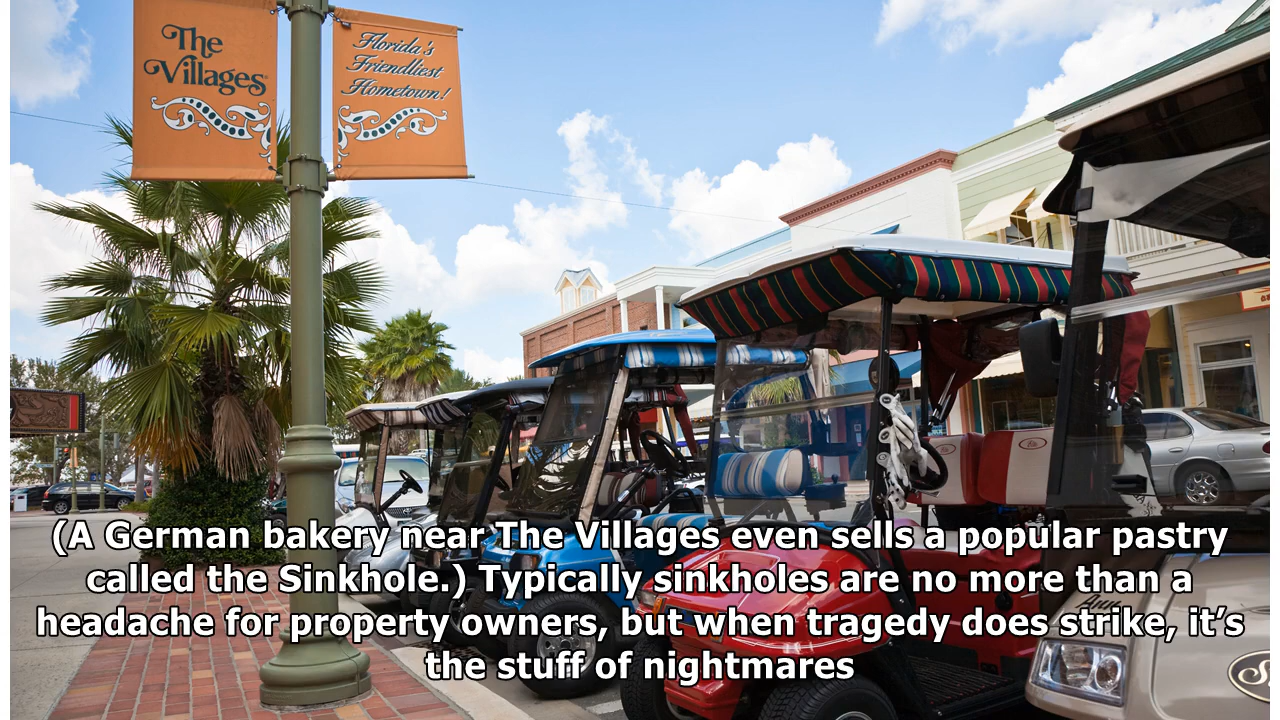 The
Villages
Florida's
Friendliest
Hometown!
(A German bakery near The Villages even sells a popular pastry
called the Sinkhole.) Typically sinkholes are no more than a
headache for property owners, but when tragedy does strike, it’s
the stuff of nightmares